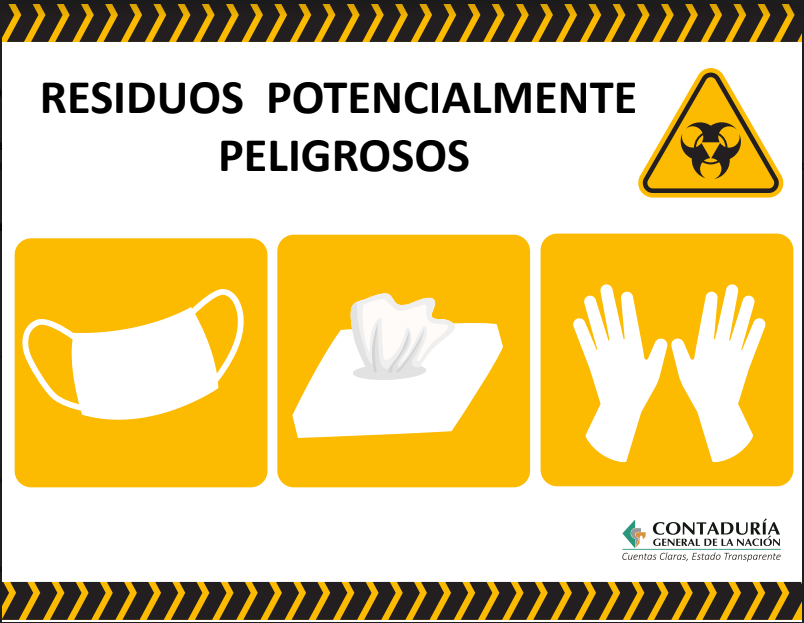 RESIDUOS POTENCIALMENTE
PELIGROSOS
CONTADURÍA
GENERAL DE LA NACIÓN
Cuentas Claras, Estado Transparente